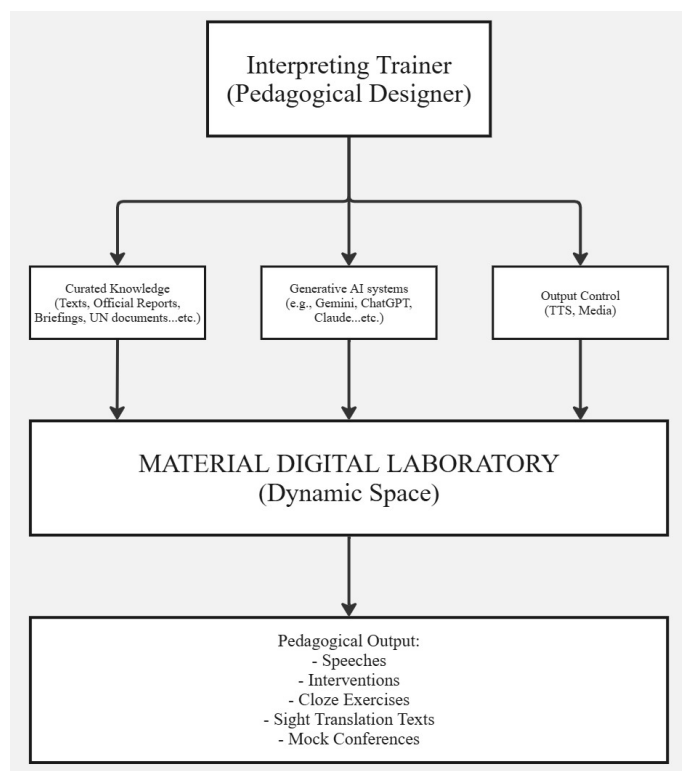 Interpreting Trainer
(Pedagogical Designer)
Curated Knowledge
(Texts, Official Reports,
Briefings, UN documents...etc.)
Generative AI systems
(e.g., Gemini, ChatGPT,
Claude...etc.)
Output Control
(TTS, Media)
MATERIAL DIGITAL LABORATORY
(Dynamic Space)
Pedagogical Output:
- Speeches
- Interventions
- Cloze Exercises
- Sight Translation Texts
- Mock Conferences